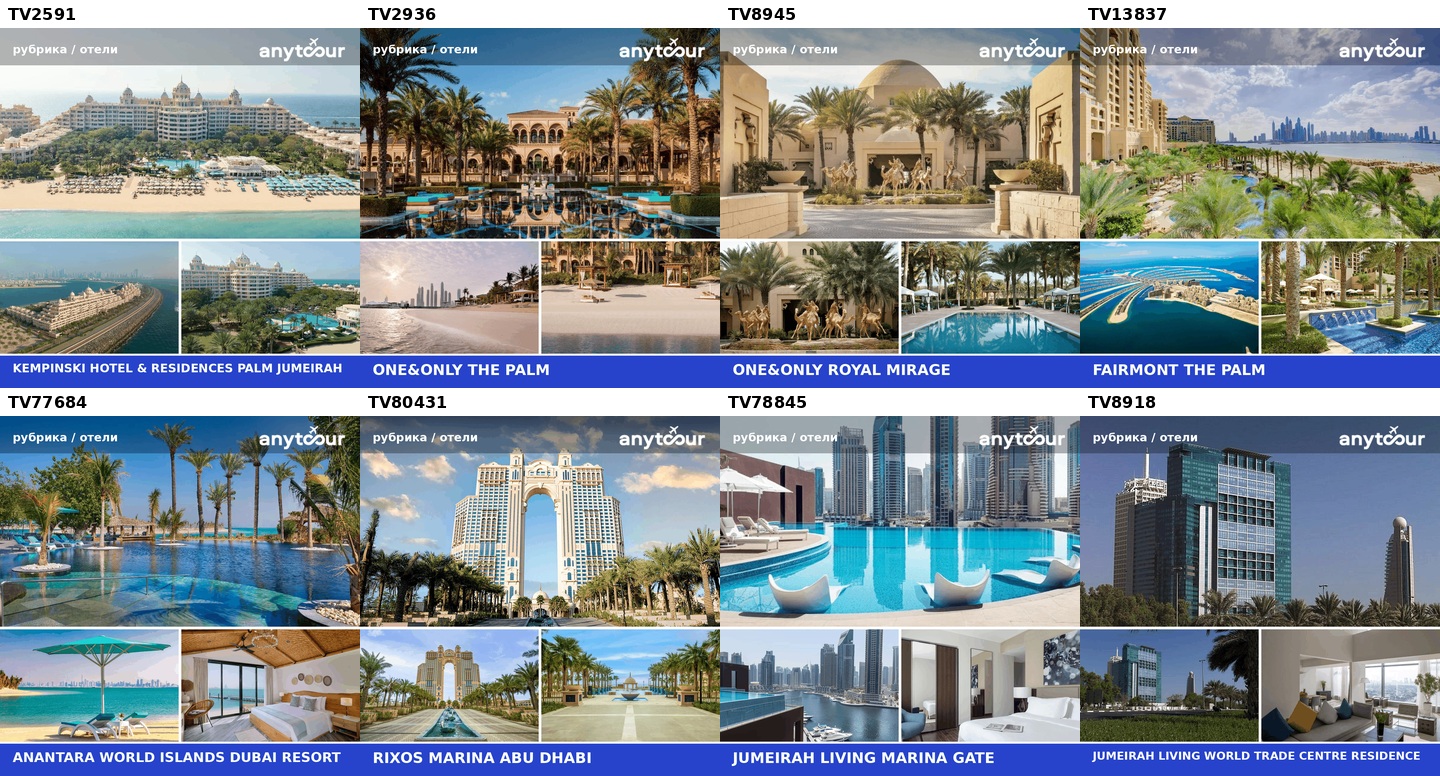 TV2591
рубрика / отели
anytour
KEMPINSKI HOTEL & RESIDENCES PALM JUMEIRAH
TV2936
рубрика / отели
anytour
ONE&ONLY THE PALM
TV8945
рубрика / отели
anytour
ONE&ONLY ROYAL MIRAGE
TV13837
рубрика / отели
anytour
FAIRMONT THE PALM
TV77684
рубрика / отели
anytour
ANANTARA WORLD ISLANDS DUBAI RESORT
TV80431
рубрика / отели
anytour
RIXOS MARINA ABU DHABI
TV78845
рубрика / отели
anytour
JUMEIRAH LIVING MARINA GATE
TV8918
рубрика / отели
anytour
JUMEIRAH LIVING WORLD TRADE CENTRE RESIDENCE